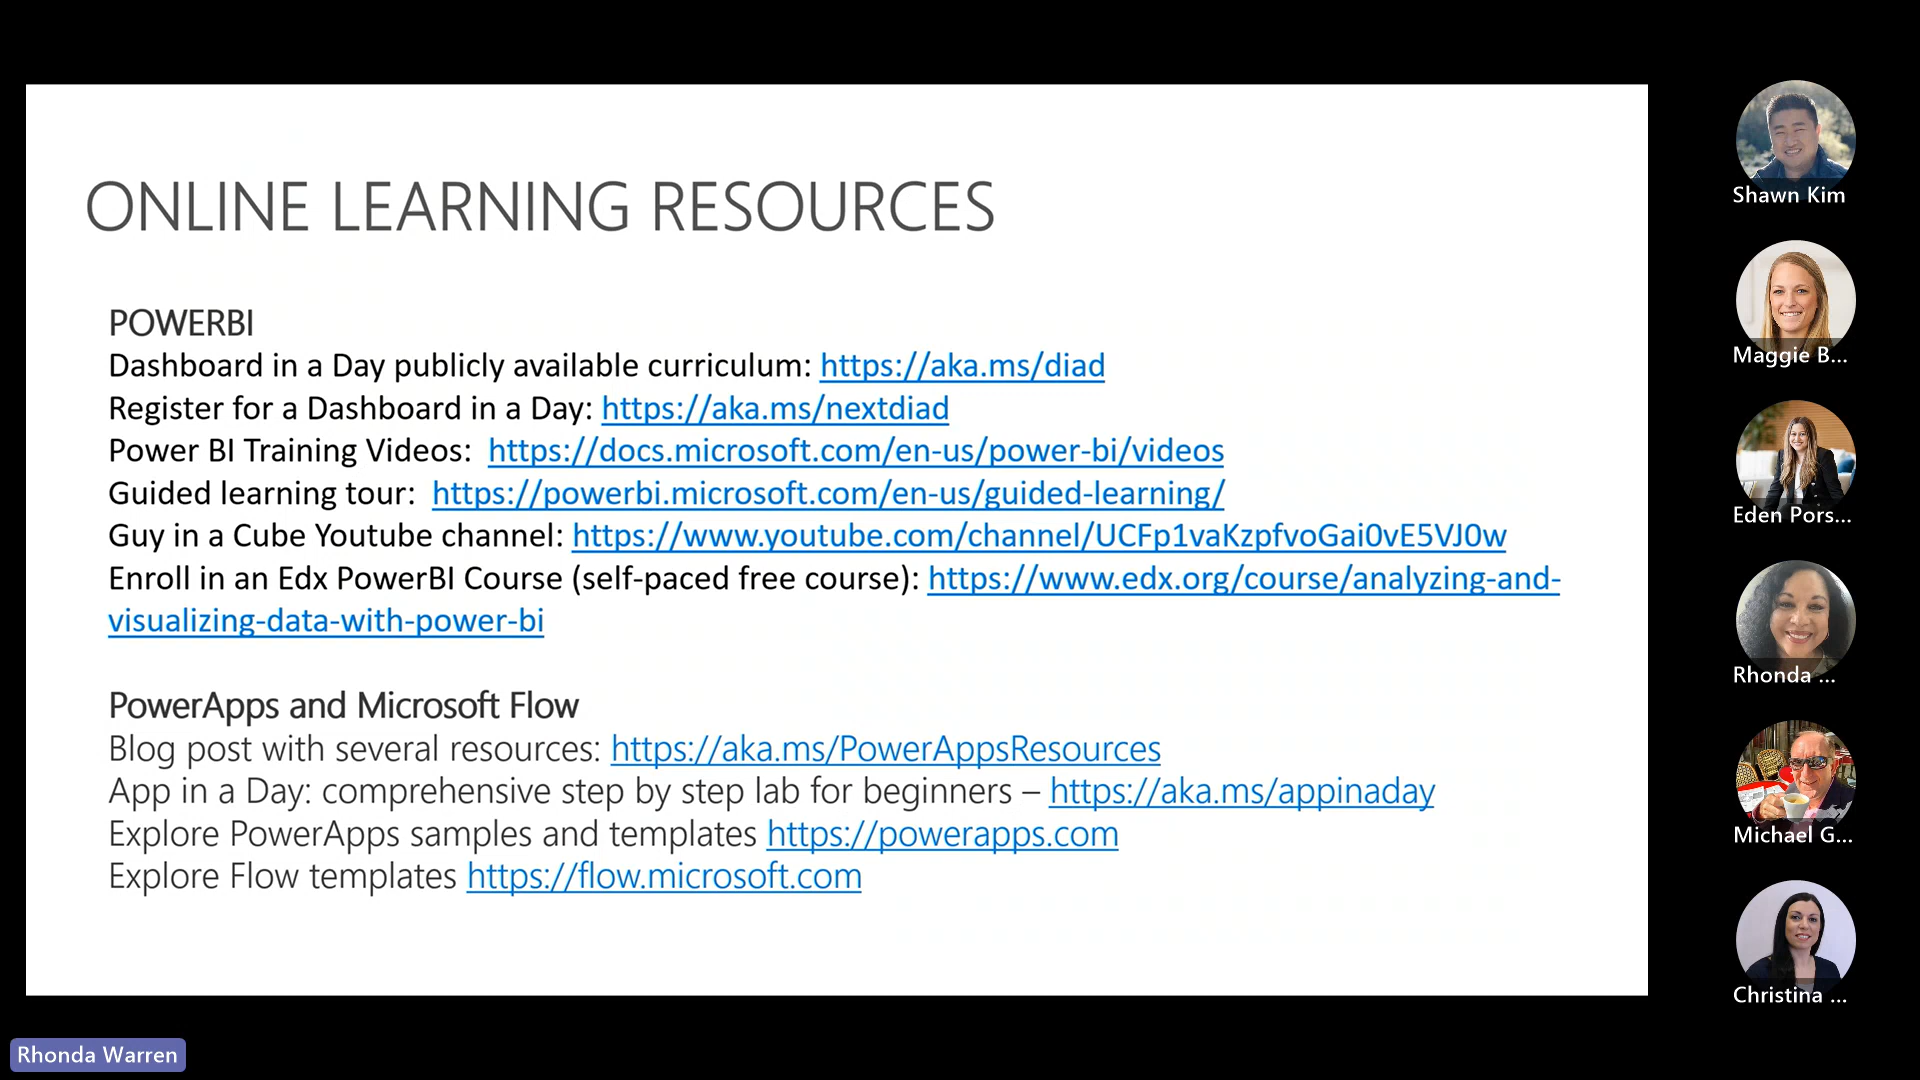 ONLINE LEARNING RESOURCES
POWERBI
Dashboard in a Day publicly available curriculum: https://aka.ms/diad
Register for a Dashboard in a Day: https://aka.ms/nextdiad
Power BI Training Videos:  https://docs.microsoft.com/en-us/power-bi/videos
Guided learning tour:  https://powerbi.microsoft.com/en-us/guided-learning/
Guy in a Cube Youtube channel: https://www.youtube.com/channel/UCFp1vaKzpfvoGai0vE5VJ0w
Enroll in an Edx PowerBI Course (self-paced free course): https://www.edx.org/course/analyzing-and-
visualizing-data-with-power-bi
PowerApps and Microsoft Flow
Blog post with several resources: https://aka.ms/PowerAppsResources
App in a Day: comprehensive step by step lab for beginners – https://aka.ms/appinaday
Explore PowerApps samples and templates https://powerapps.com
Explore Flow templates https://flow.microsoft.com
Shawn Kim
Maggie B...
Eden Pors...
Rhonda ...
Michael G...
Christina ...
Rhonda Warren